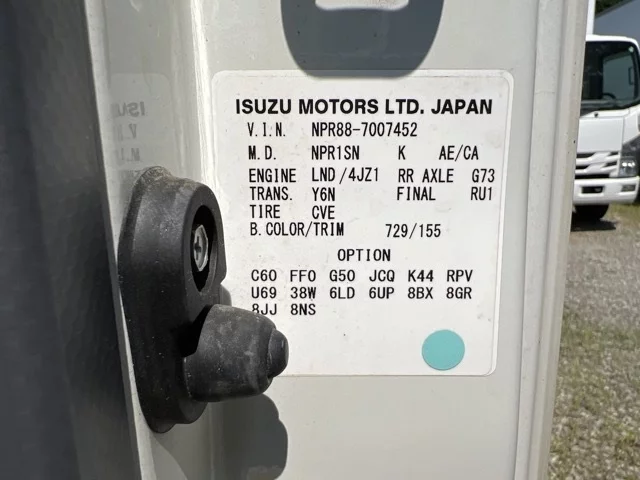 ISUZU MOTORS LTD. JAPAN
V.I.N. NPR88-7007452
M.D. NPR1SN K AE/CA
ENGINE LND/4JZ1 RR AXLE G73
TRANS. Y6N FINAL RU1
TIRE CVE
B.COLOR/TRIM 729/155
OPTION
C60 FF0 G50 JCQ K44 RPV
U69 38W 6LD 6UP 8BX 8GR
8JJ 8NS